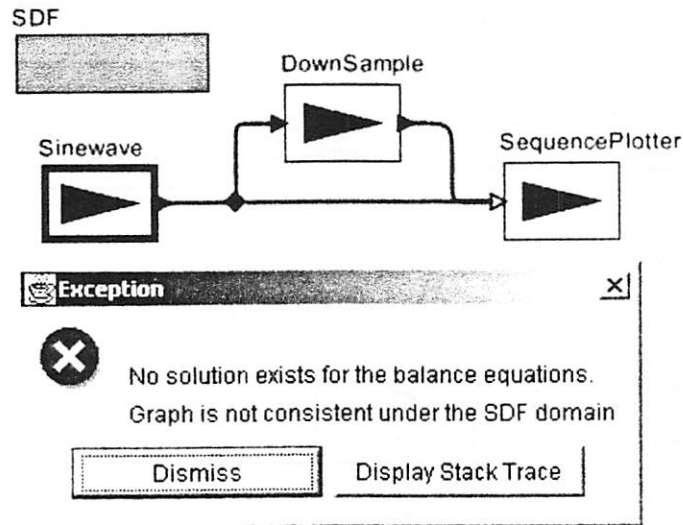 SDF
DownSample
Sinewave
SequencePlotter
Exception
No solution exists for the balance equations.
Graph is not consistent under the SDF domain
Dismiss
Display Stack Trace